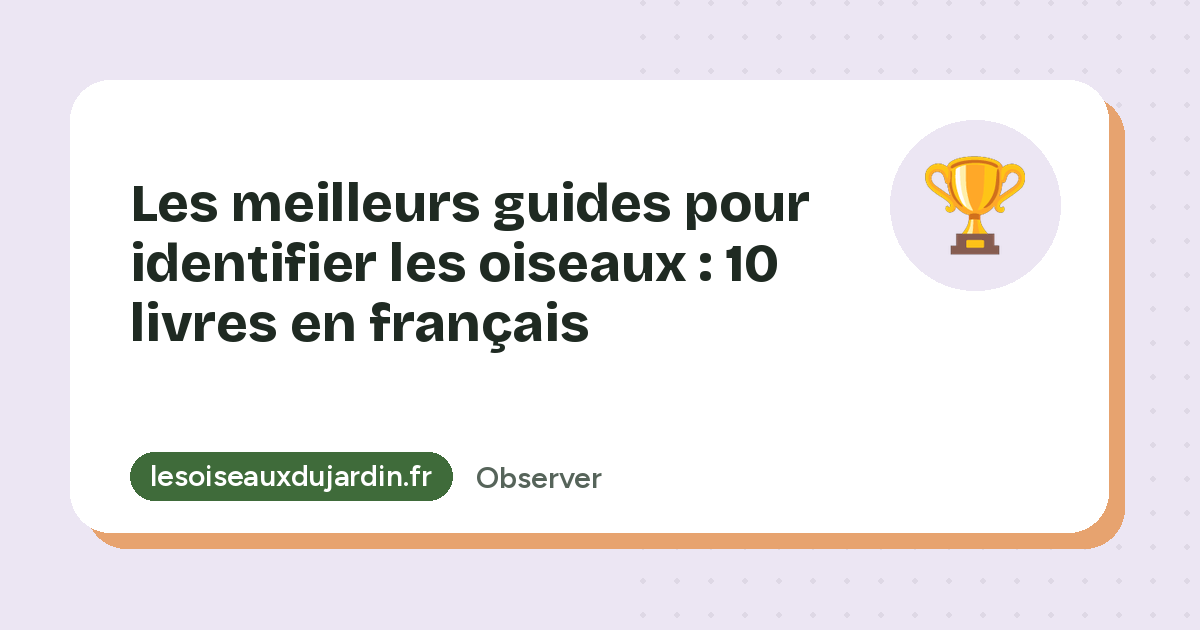 Les meilleurs guides pour
identifier les oiseaux : 10
livres en français
lesoiseauxdujardin.fr
Observer